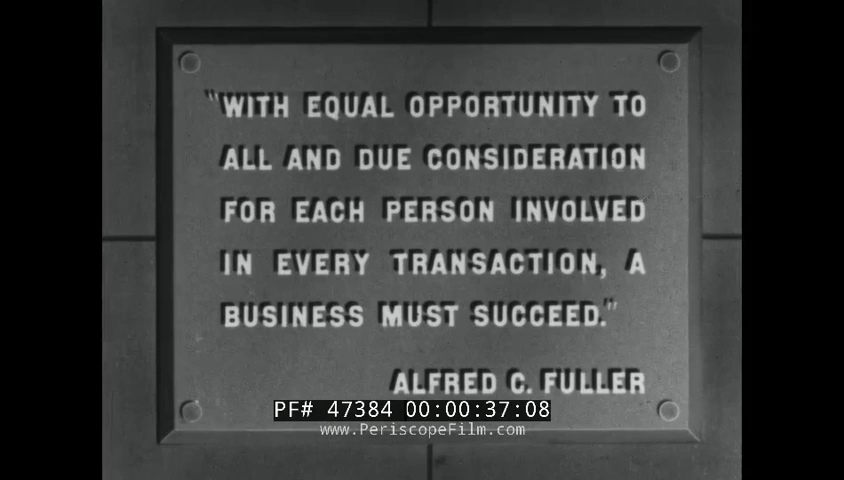 "WITH EQUAL OPPORTUNITY TO
ALL AND DUE CONSIDERATION
FOR EACH PERSON INVOLVED
IN EVERY TRANSACTION, A
BUSINESS MUST SUCCEED."
ALFRED C. FULLER
PF# 47384 00:00:37:08
www.PeriscopeFilm.com